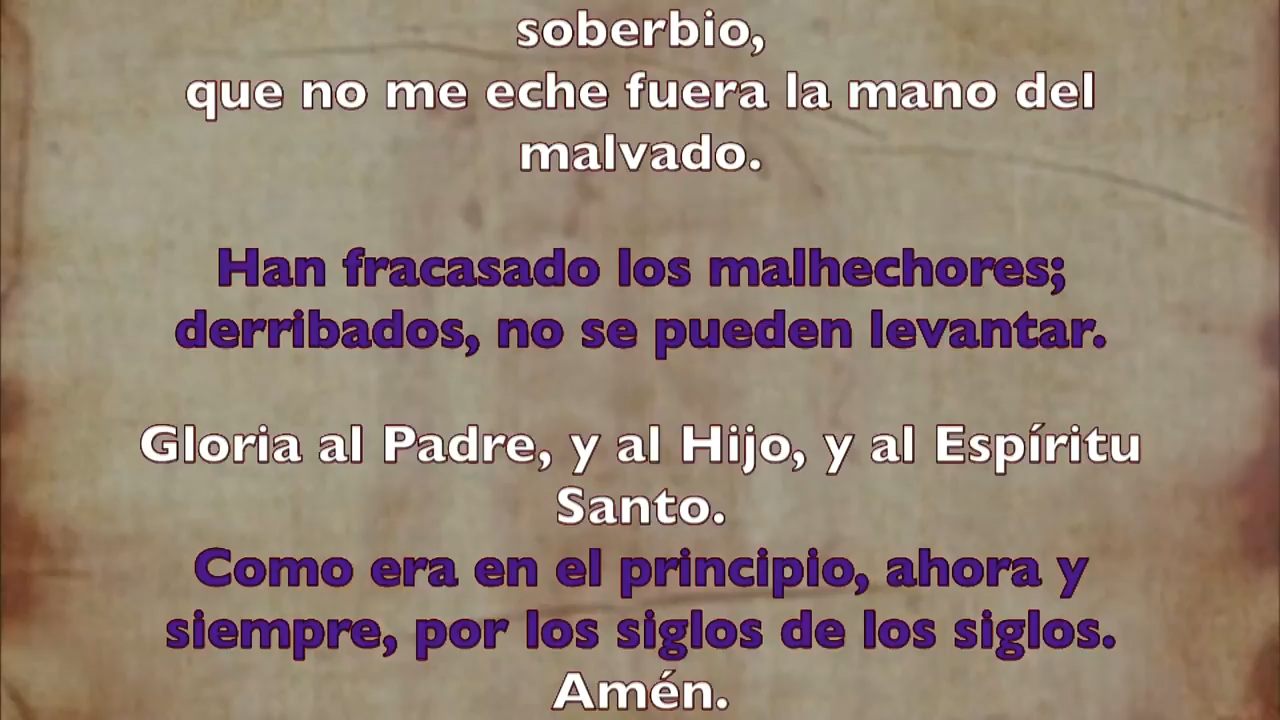 soberbio,
que no me eche fuera la mano del
malvado.
Han fracasado los malhechores;
derribados, no se pueden levantar.
Gloria al Padre, y al Hijo, y al Espíritu
Santo.
Como era en el principio, ahora y
siempre, por los siglos de los siglos.
Amén.